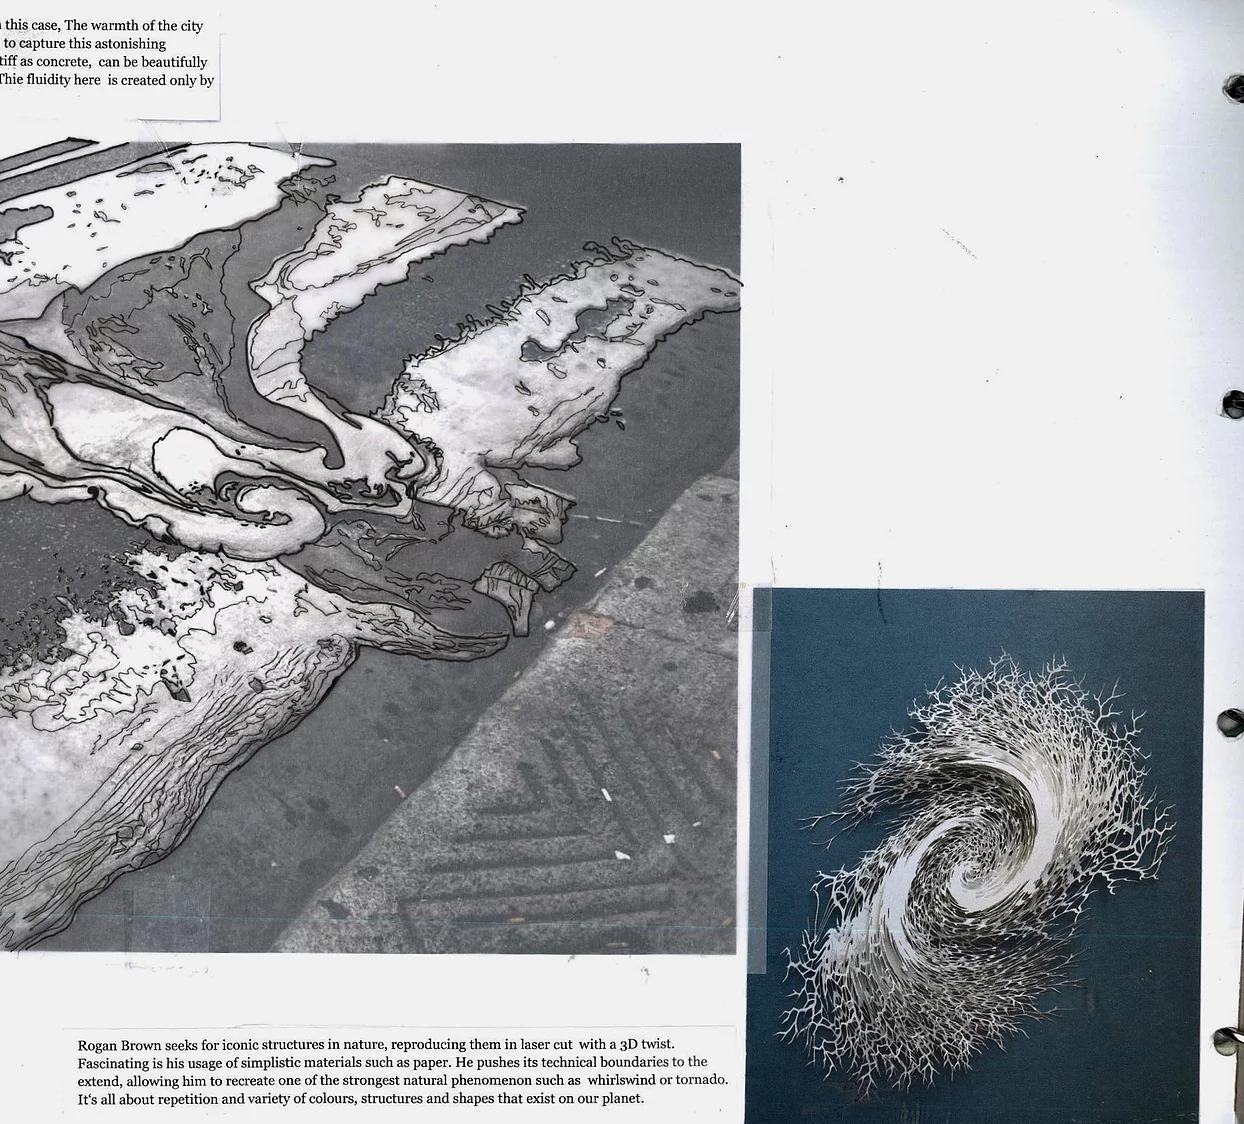 this case, The warmth of the city
to capture this astonishing
tiff as concrete, can be beautifully
Thie fluidity here is created only by
Rogan Brown seeks for iconic structures in nature, reproducing them in laser cut with a 3D twist.
Fascinating is his usage of simplistic materials such as paper. He pushes its technical boundaries to the
extend, allowing him to recreate one of the strongest natural phenomenon such as whirlswind or tornado.
It's all about repetition and variety of colours, structures and shapes that exist on our planet.